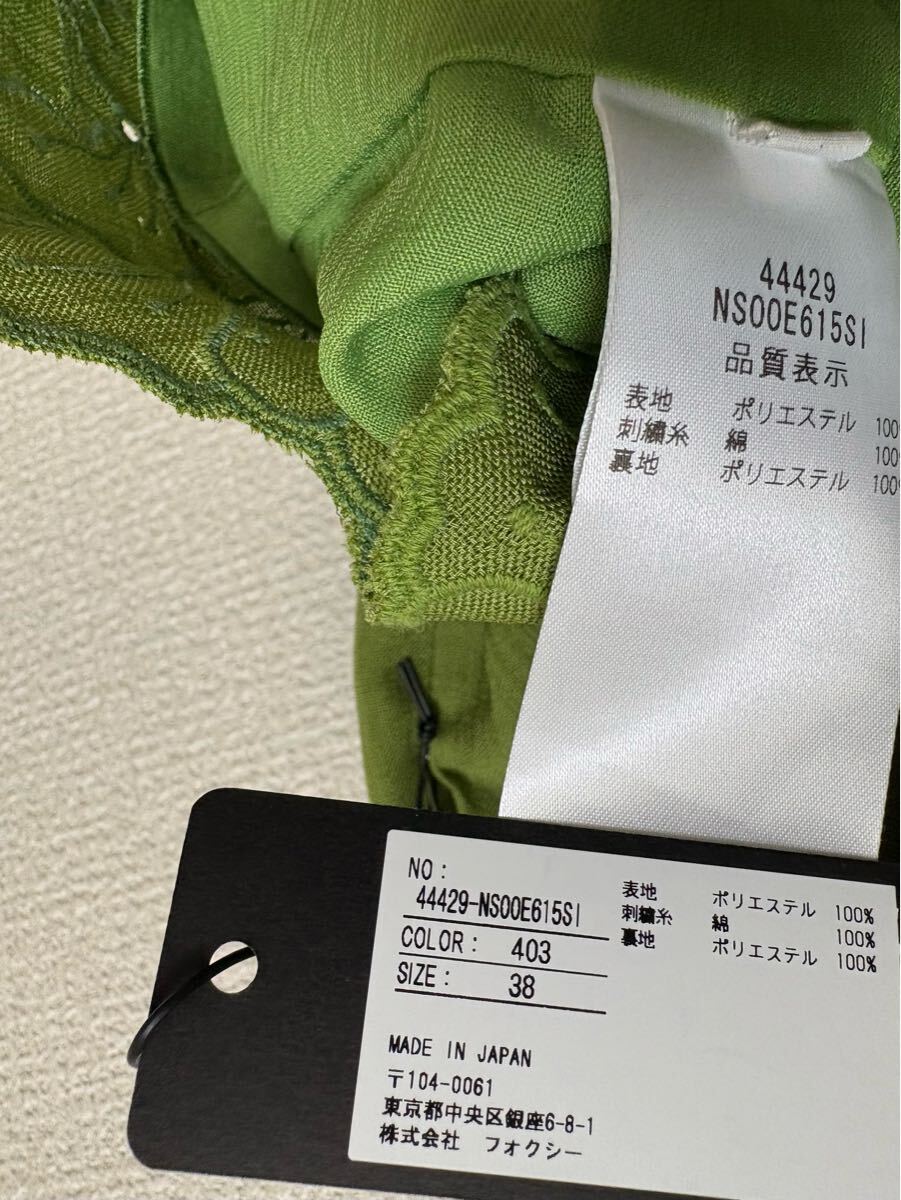 44429
NS00E615SI
品質表示
表地 ポリエステル 100%
刺繍糸 綿 100%
裏地 ポリエステル 100%
NO:
44429-NS00E615SI
COLOR: 403
SIZE: 38
表地 ポリエステル 100%
刺繍糸 綿 100%
裏地 ポリエステル 100%
MADE IN JAPAN
〒104-0061
東京都中央区銀座6-8-1
株式会社 フォクシー